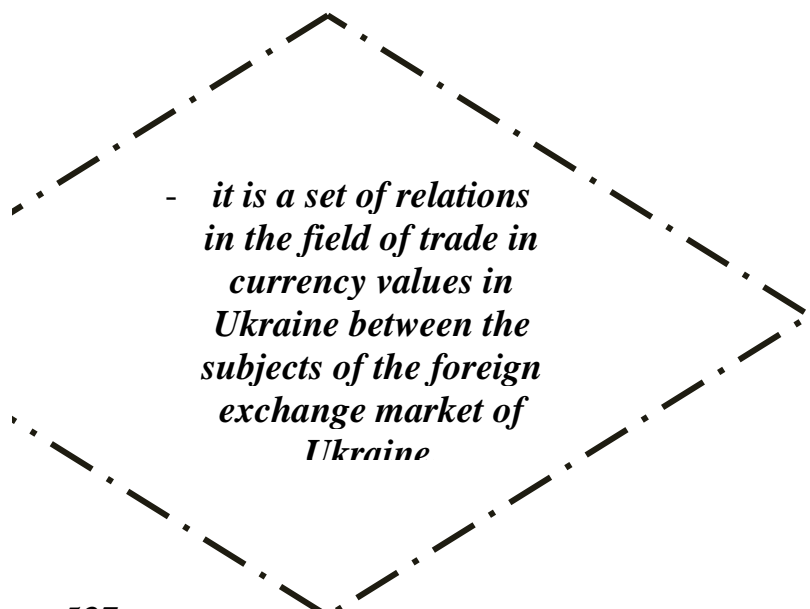 - it is a set of relations
in the field of trade in
currency values in
Ukraine between the
subjects of the foreign
exchange market of
Ukraine